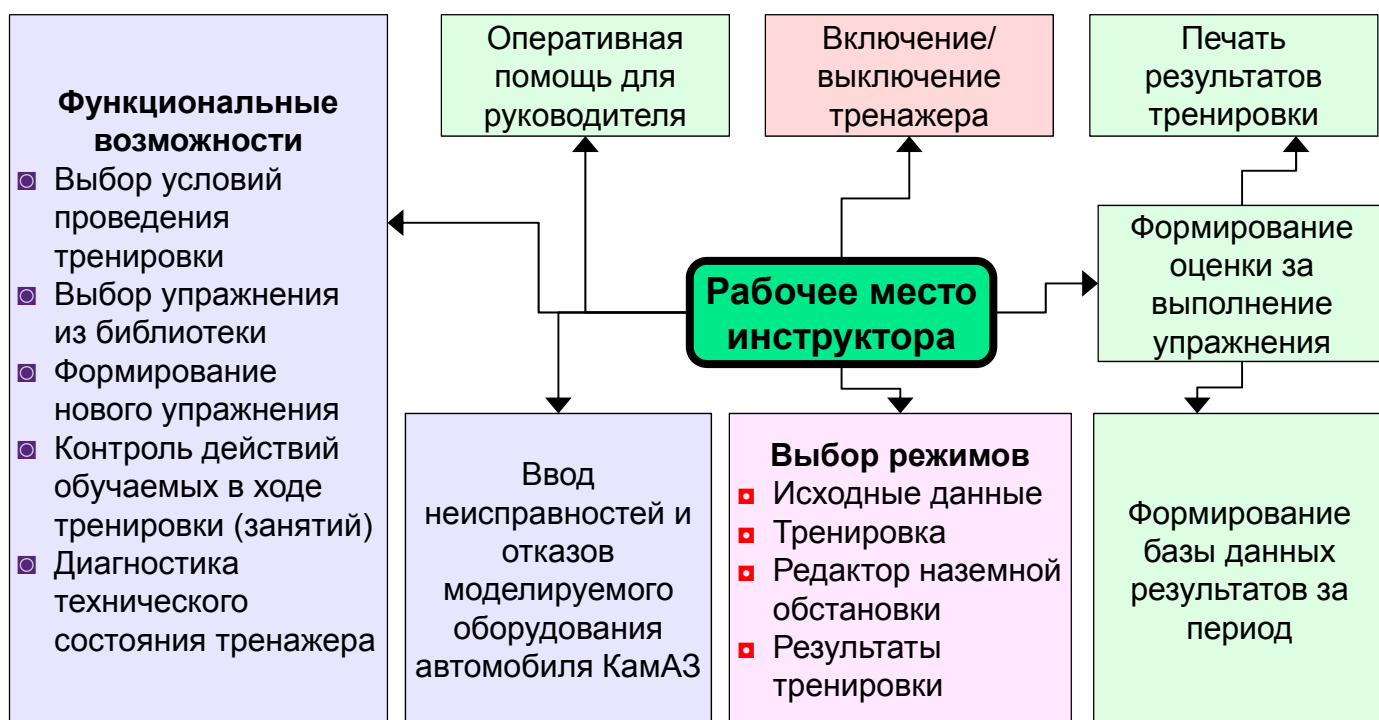 Функциональные
возможности
Выбор условий
проведения
тренировки
Выбор упражнения
из библиотеки
Формирование
нового упражнения
Контроль действий
обучаемых в ходе
тренировки (занятий)
Диагностика
технического
состояния тренажера
Оперативная
помощь для
руководителя
Включение/
выключение
тренажера
Печать
результатов
тренировки
Рабочее место
инструктора
Формирование
оценки за
выполнение
упражнения
Ввод
неисправностей и
отказов
моделируемого
оборудования
автомобиля КамАЗ
Выбор режимов
Исходные данные
Тренировка
Редактор наземной
обстановки
Результаты
тренировки
Формирование
базы данных
результатов за
период